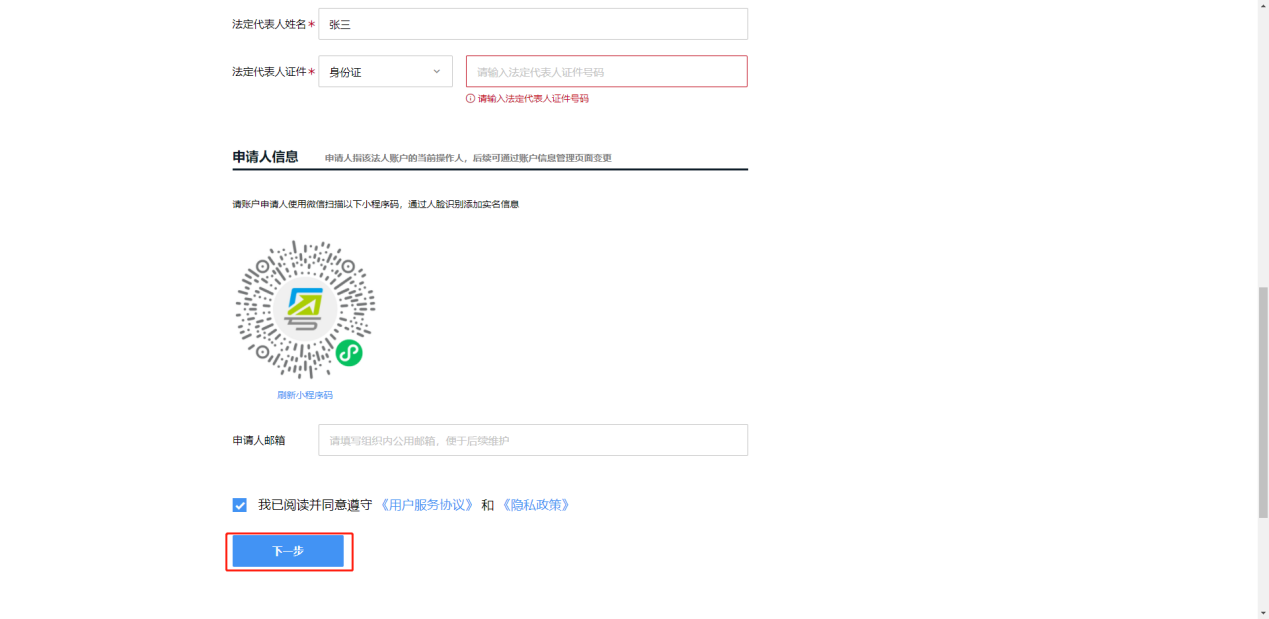 法定代表人姓名* 张三
法定代表人证件* 身份证 请输入法定代表人证件号码
请输入法定代表人证件号码
申请人信息 申请人指该法人账户的当前操作人，后续可通过账户信息管理页面变更
请账户申请人使用微信扫描以下小程序码，通过人脸识别添加实名信息
刷新小程序码
申请人邮箱 请填写组织内公用邮箱，便于后续维护
我已阅读并同意遵守 《用户服务协议》 和 《隐私政策》
下一步